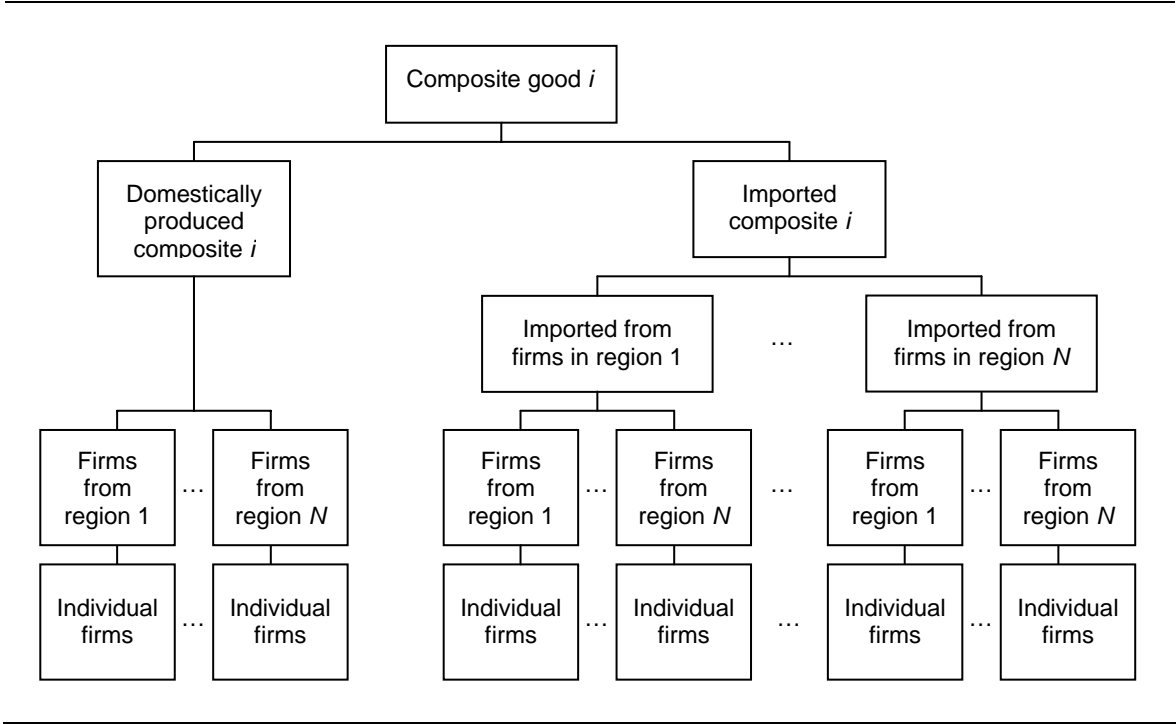 Composite good i
Domestically
produced
composite i
Imported
composite i
Imported from
firms in region 1
…
Imported from
firms in region N
Firms
from
region 1
…
Firms
from
region N
Firms
from
region 1
…
Firms
from
region N
…
Firms
from
region 1
…
Firms
from
region N
Individual
firms
…
Individual
firms
Individual
firms
…
Individual
firms
…
Individual
firms
…
Individual
firms